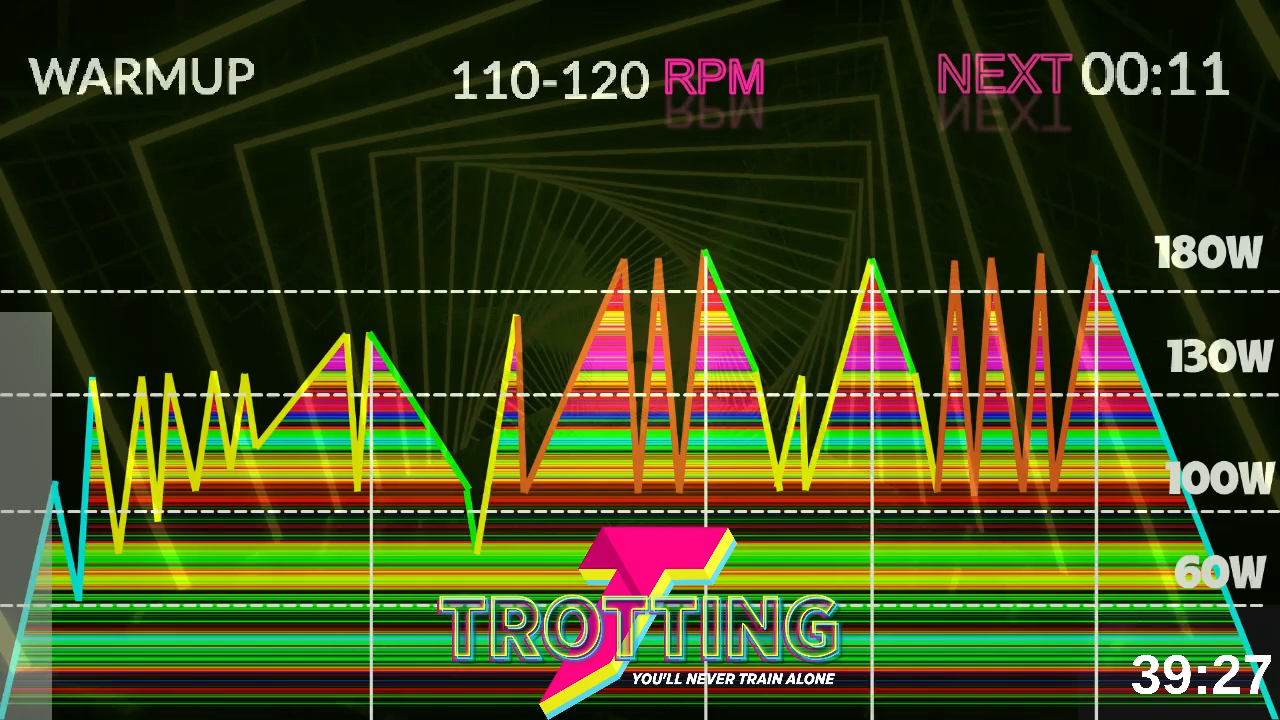 WARMUP
110-120 RPM
NEXT 00:11
180W
130W
100W
60W
TROTTING
YOU'LL NEVER TRAIN ALONE
39:27